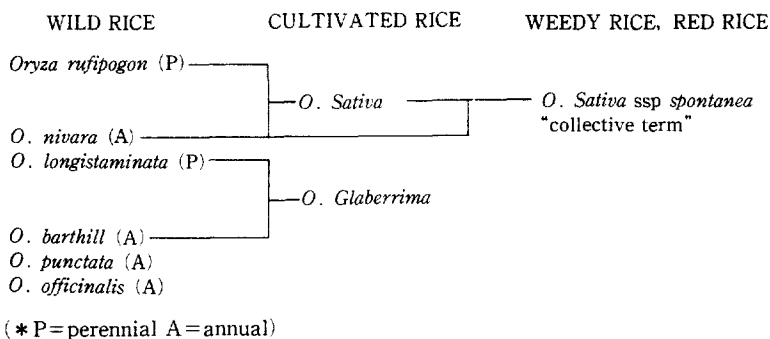 WILD RICE CULTIVATED RICE WEEDY RICE, RED RICE
Oryza rufipogon (P)
O. Sativa O. Sativa ssp spontanea
"collective term"
O. nivara (A)
O. longistaminata (P)
O. Glaberrima
O. barthill (A)
O. punctata (A)
O. officinalis (A)
(* P=perennial A=annual)